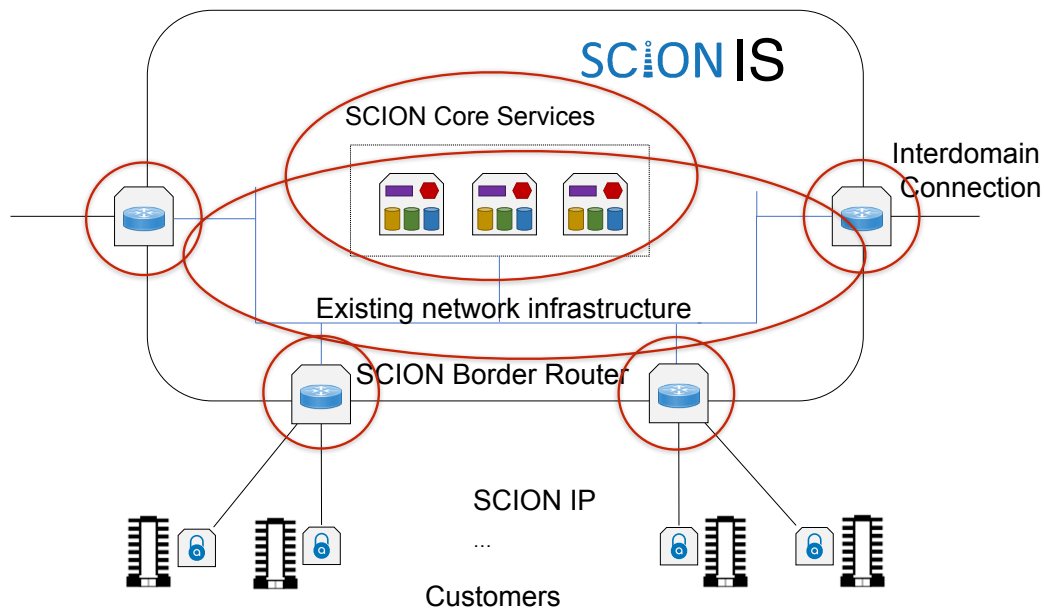 SCION IS
SCION Core Services
Interdomain
Connection
Existing network infrastructure
SCION Border Router
SCION IP
...
Customers
a
a
a
a